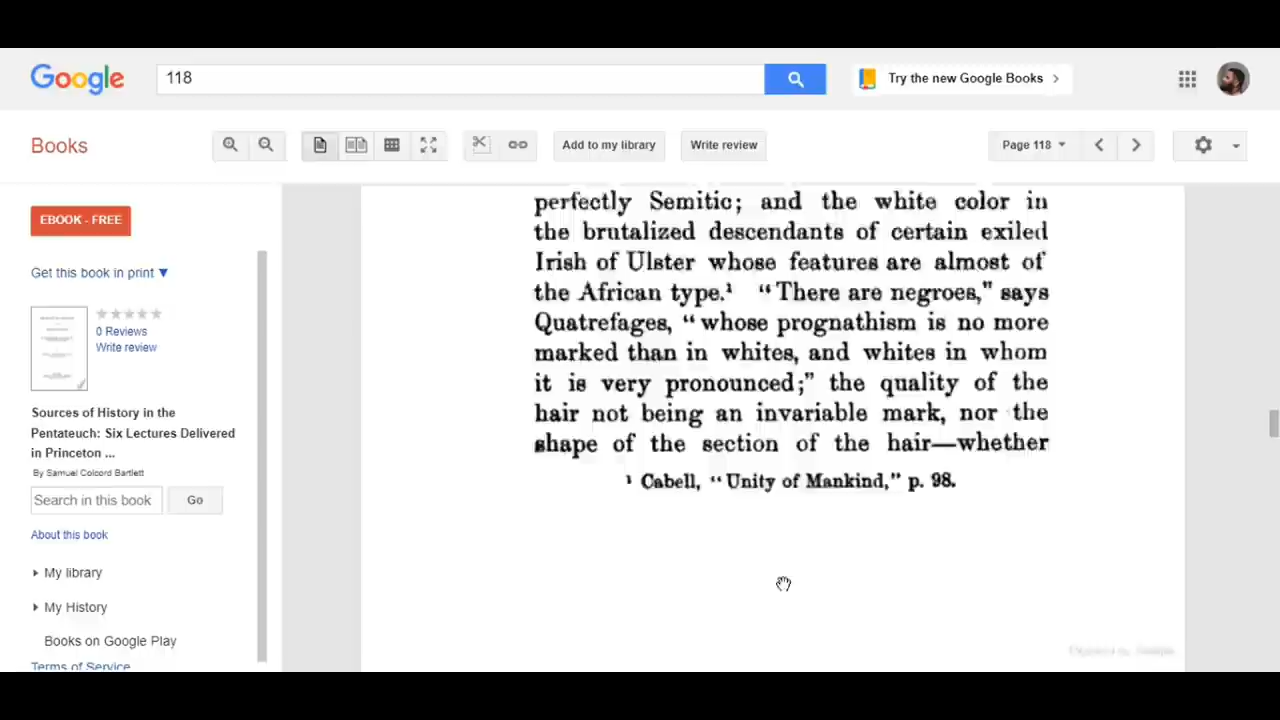 Google
118
Try the new Google Books
Books
Add to my library
Write review
Page 118
EBOOK - FREE
Get this book in print ▼
0 Reviews
Write review
Sources of History in the
Pentateuch: Six Lectures Delivered
in Princeton ...
By Samuel Colcord Bartlett
Search in this book
Go
About this book
My library
My History
Books on Google Play
Terms of Service
perfectly Semitic; and the white color in
the brutalized descendants of certain exiled
Irish of Ulster whose features are almost of
the African type.¹ “There are negroes,” says
Quatrefages, “whose prognathism is no more
marked than in whites, and whites in whom
it is very pronounced;” the quality of the
hair not being an invariable mark, nor the
shape of the section of the hair—whether
¹ Cabell, “Unity of Mankind,” p. 98.